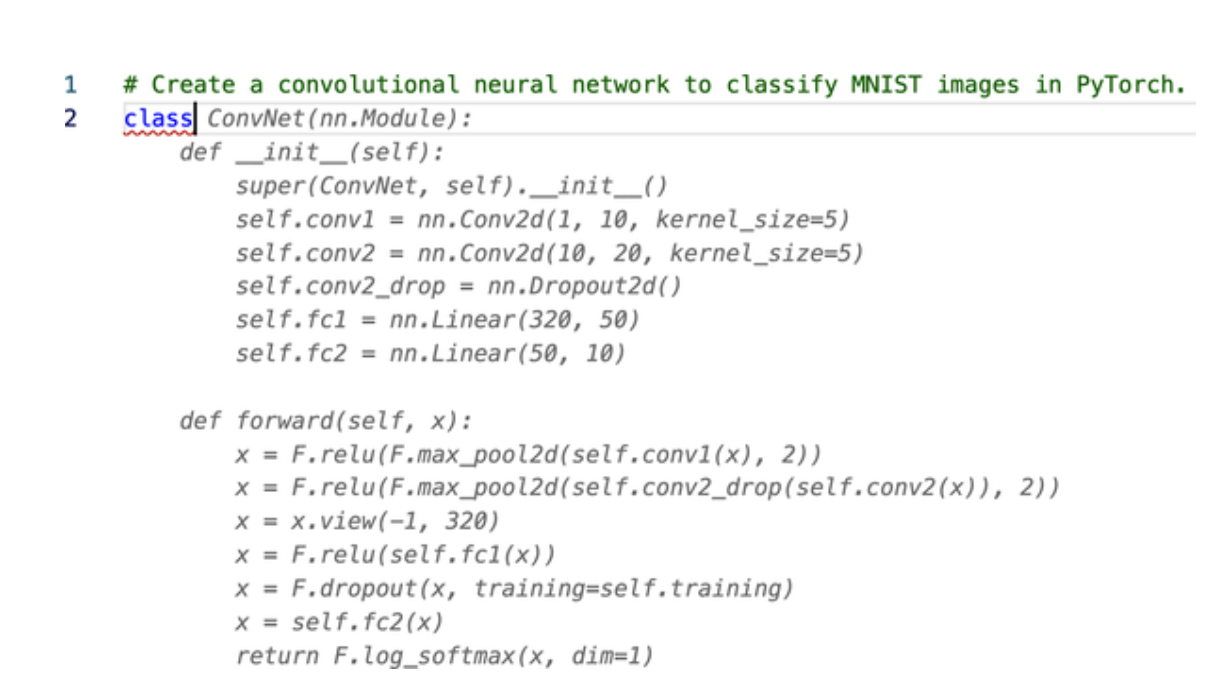 1 # Create a convolutional neural network to classify MNIST images in PyTorch.
2 class ConvNet(nn.Module):
def __init__(self):
super(ConvNet, self).__init__()
self.conv1 = nn.Conv2d(1, 10, kernel_size=5)
self.conv2 = nn.Conv2d(10, 20, kernel_size=5)
self.conv2_drop = nn.Dropout2d()
self.fc1 = nn.Linear(320, 50)
self.fc2 = nn.Linear(50, 10)
def forward(self, x):
x = F.relu(F.max_pool2d(self.conv1(x), 2))
x = F.relu(F.max_pool2d(self.conv2_drop(self.conv2(x)), 2))
x = x.view(-1, 320)
x = F.relu(self.fc1(x))
x = F.dropout(x, training=self.training)
x = self.fc2(x)
return F.log_softmax(x, dim=1)